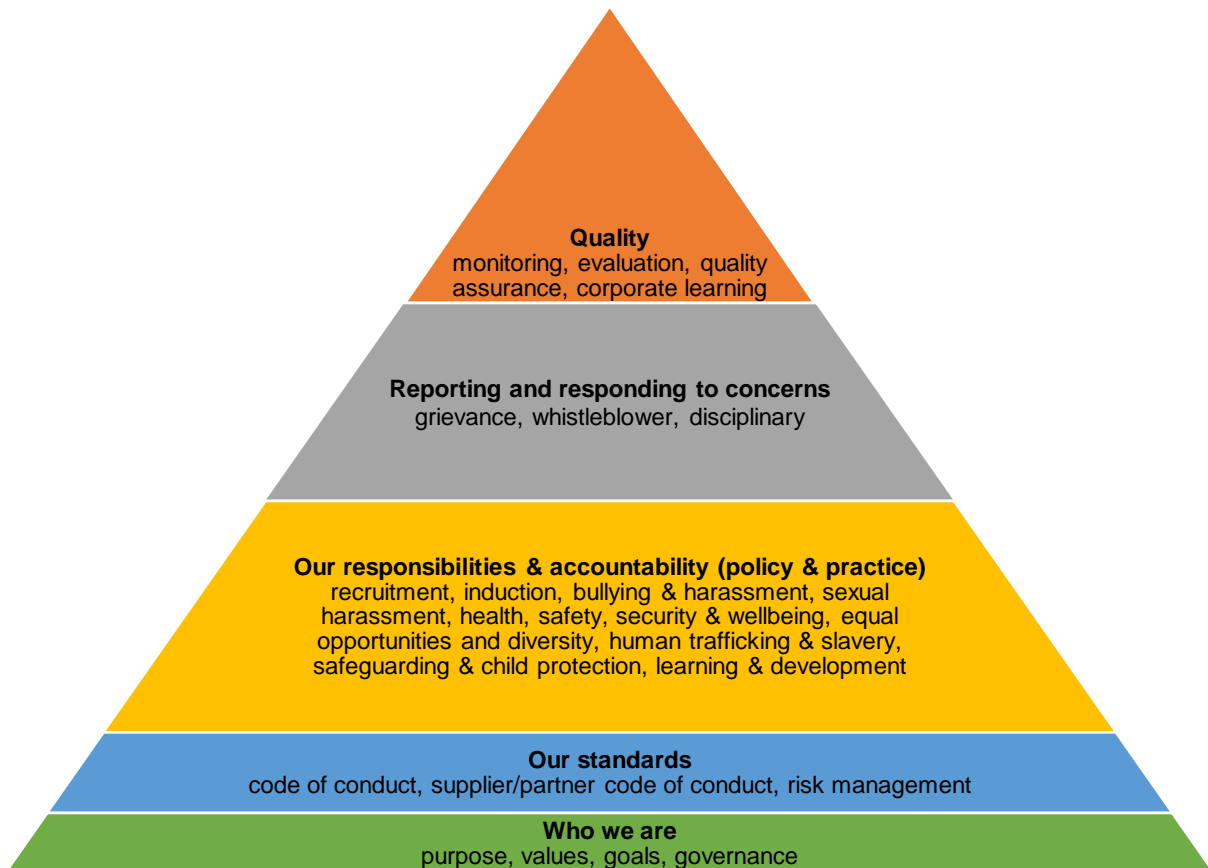 Quality
monitoring, evaluation, quality
assurance, corporate learning
Reporting and responding to concerns
grievance, whistleblower, disciplinary
Our responsibilities & accountability (policy & practice)
recruitment, induction, bullying & harassment, sexual
harassment, health, safety, security & wellbeing, equal
opportunities and diversity, human trafficking & slavery,
safeguarding & child protection, learning & development
Our standards
code of conduct, supplier/partner code of conduct, risk management
Who we are
purpose, values, goals, governance